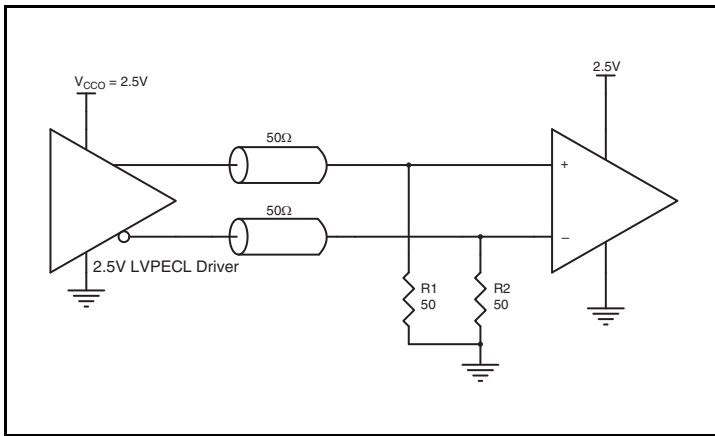 V_CCO = 2.5V
2.5V
50Ω
+
50Ω
−
2.5V LVPECL Driver
R1
50
R2
50